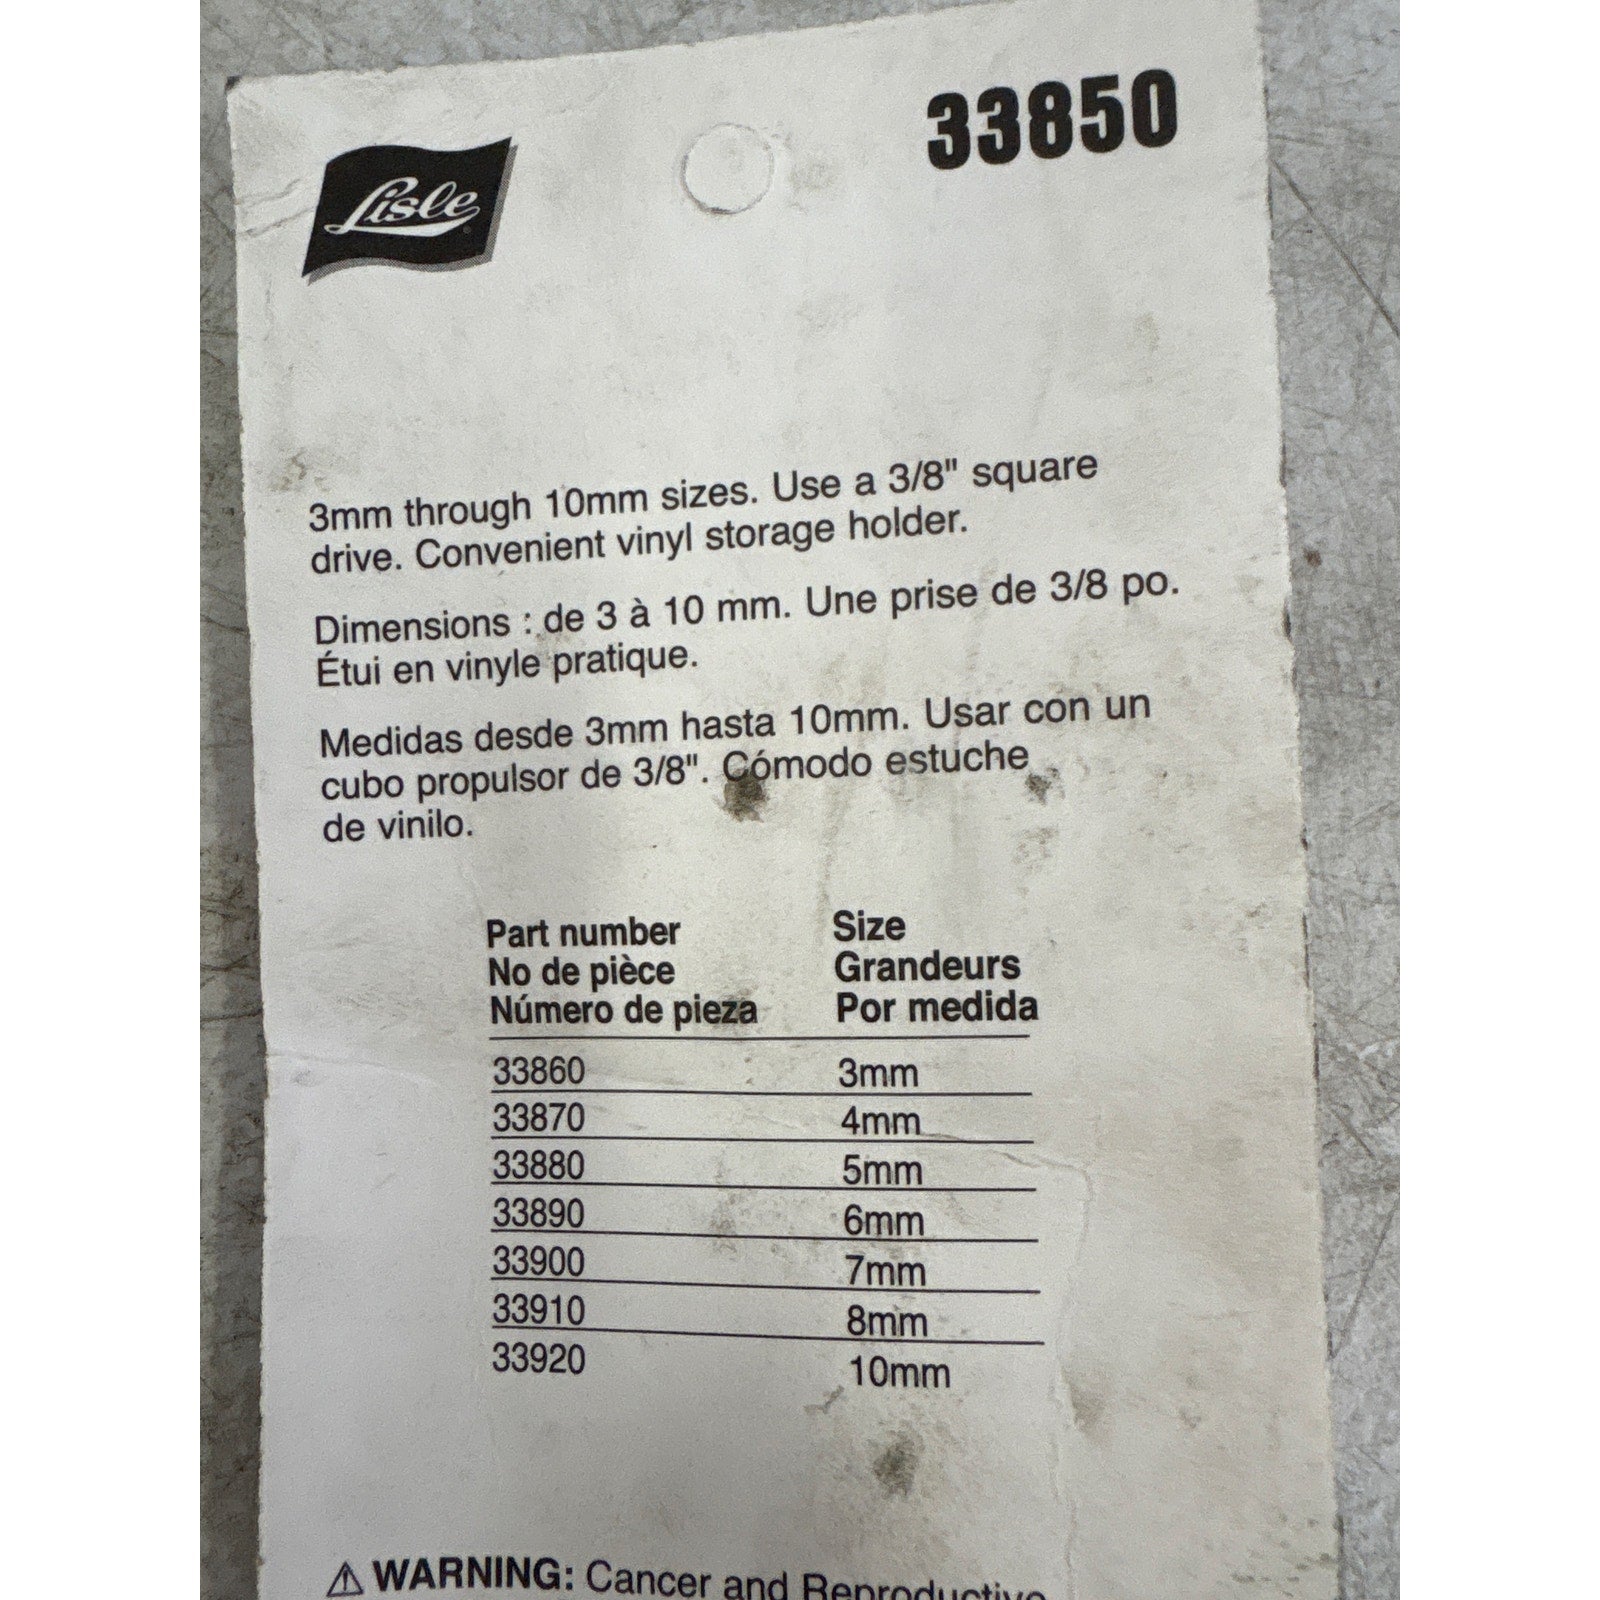 33850
Lisle
3mm through 10mm sizes. Use a 3/8" square
drive. Convenient vinyl storage holder.
Dimensions : de 3 à 10 mm. Une prise de 3/8 po.
Étui en vinyle pratique.
Medidas desde 3mm hasta 10mm. Usar con un
cubo propulsor de 3/8". Cómodo estuche
de vinilo.
Part number Size
No de pièce Grandeurs
Número de pieza Por medida
33860 3mm
33870 4mm
33880 5mm
33890 6mm
33900 7mm
33910 8mm
33920 10mm
⚠ WARNING: Cancer and Reproductive